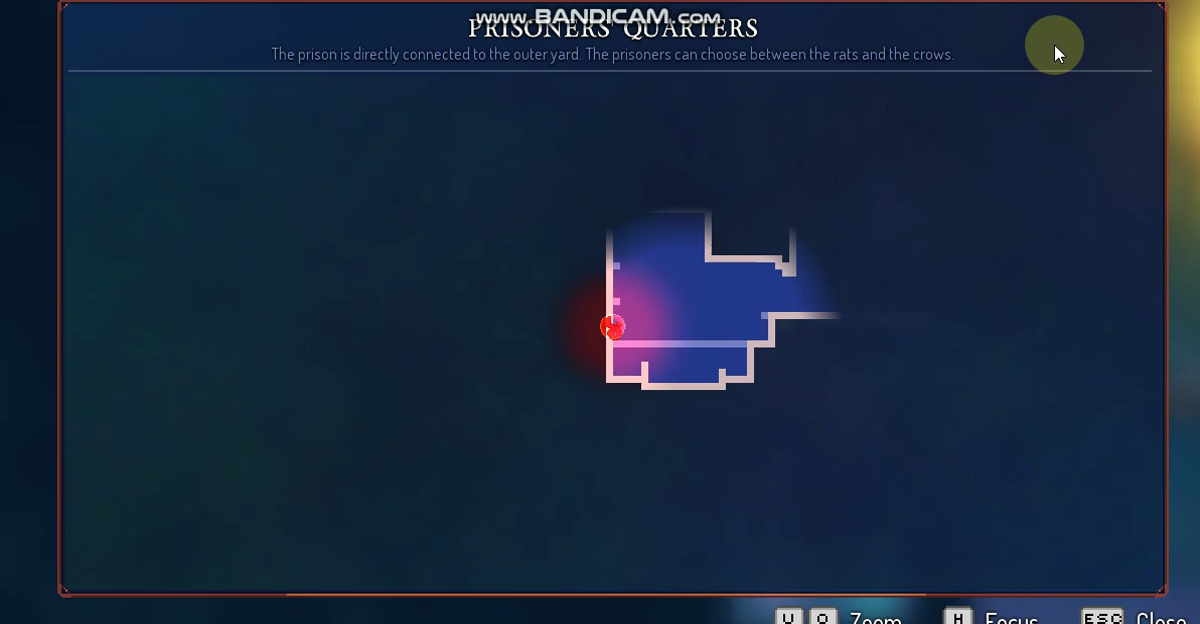 www.BANDICAM.com
PRISONERS' QUARTERS
The prison is directly connected to the outer yard. The prisoners can choose between the rats and the crows.
Zoom
Focus
ESC Close